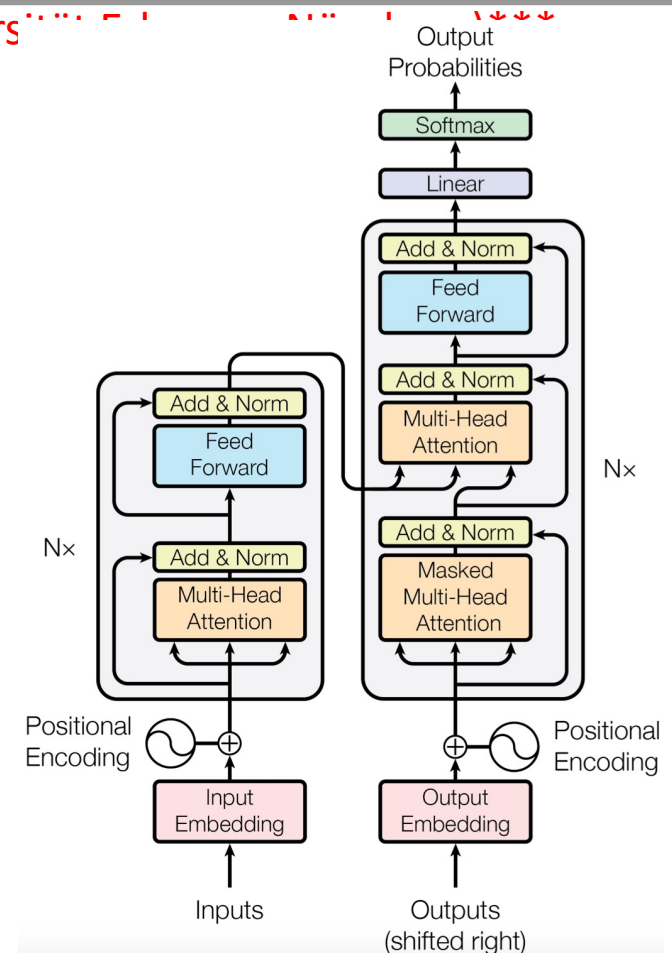 Output
Probabilities
Softmax
Linear
Add & Norm
Feed
Forward
Add & Norm
Multi-Head
Attention
Nx
Add & Norm
Masked
Multi-Head
Attention
Add & Norm
Feed
Forward
Nx
Add & Norm
Multi-Head
Attention
Positional
Encoding
Positional
Encoding
Input
Embedding
Output
Embedding
Inputs
Outputs
(shifted right)